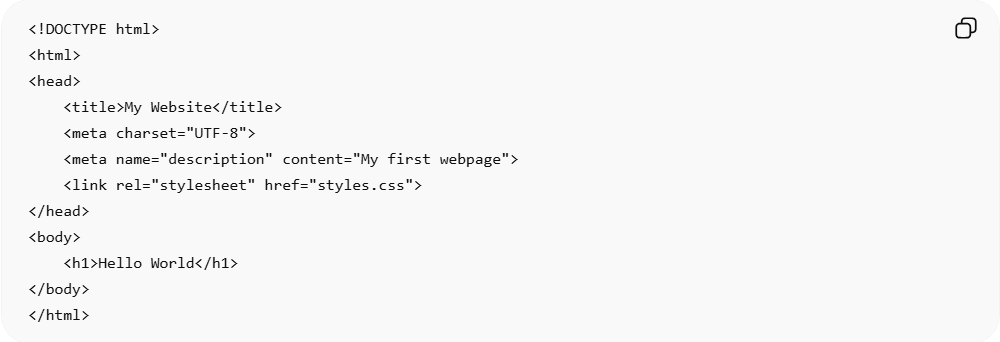 <!DOCTYPE html>
<html>
<head>
    <title>My Website</title>
    <meta charset="UTF-8">
    <meta name="description" content="My first webpage">
    <link rel="stylesheet" href="styles.css">
</head>
<body>
    <h1>Hello World</h1>
</body>
</html>